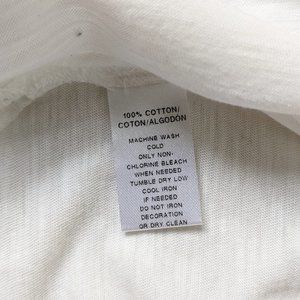 100% COTTON/
COTON/ALGODÓN
MACHINE WASH
COLD
ONLY NON-
CHLORINE BLEACH
WHEN NEEDED
TUMBLE DRY LOW
COOL IRON
IF NEEDED
DO NOT IRON
DECORATION
OR DRY CLEAN